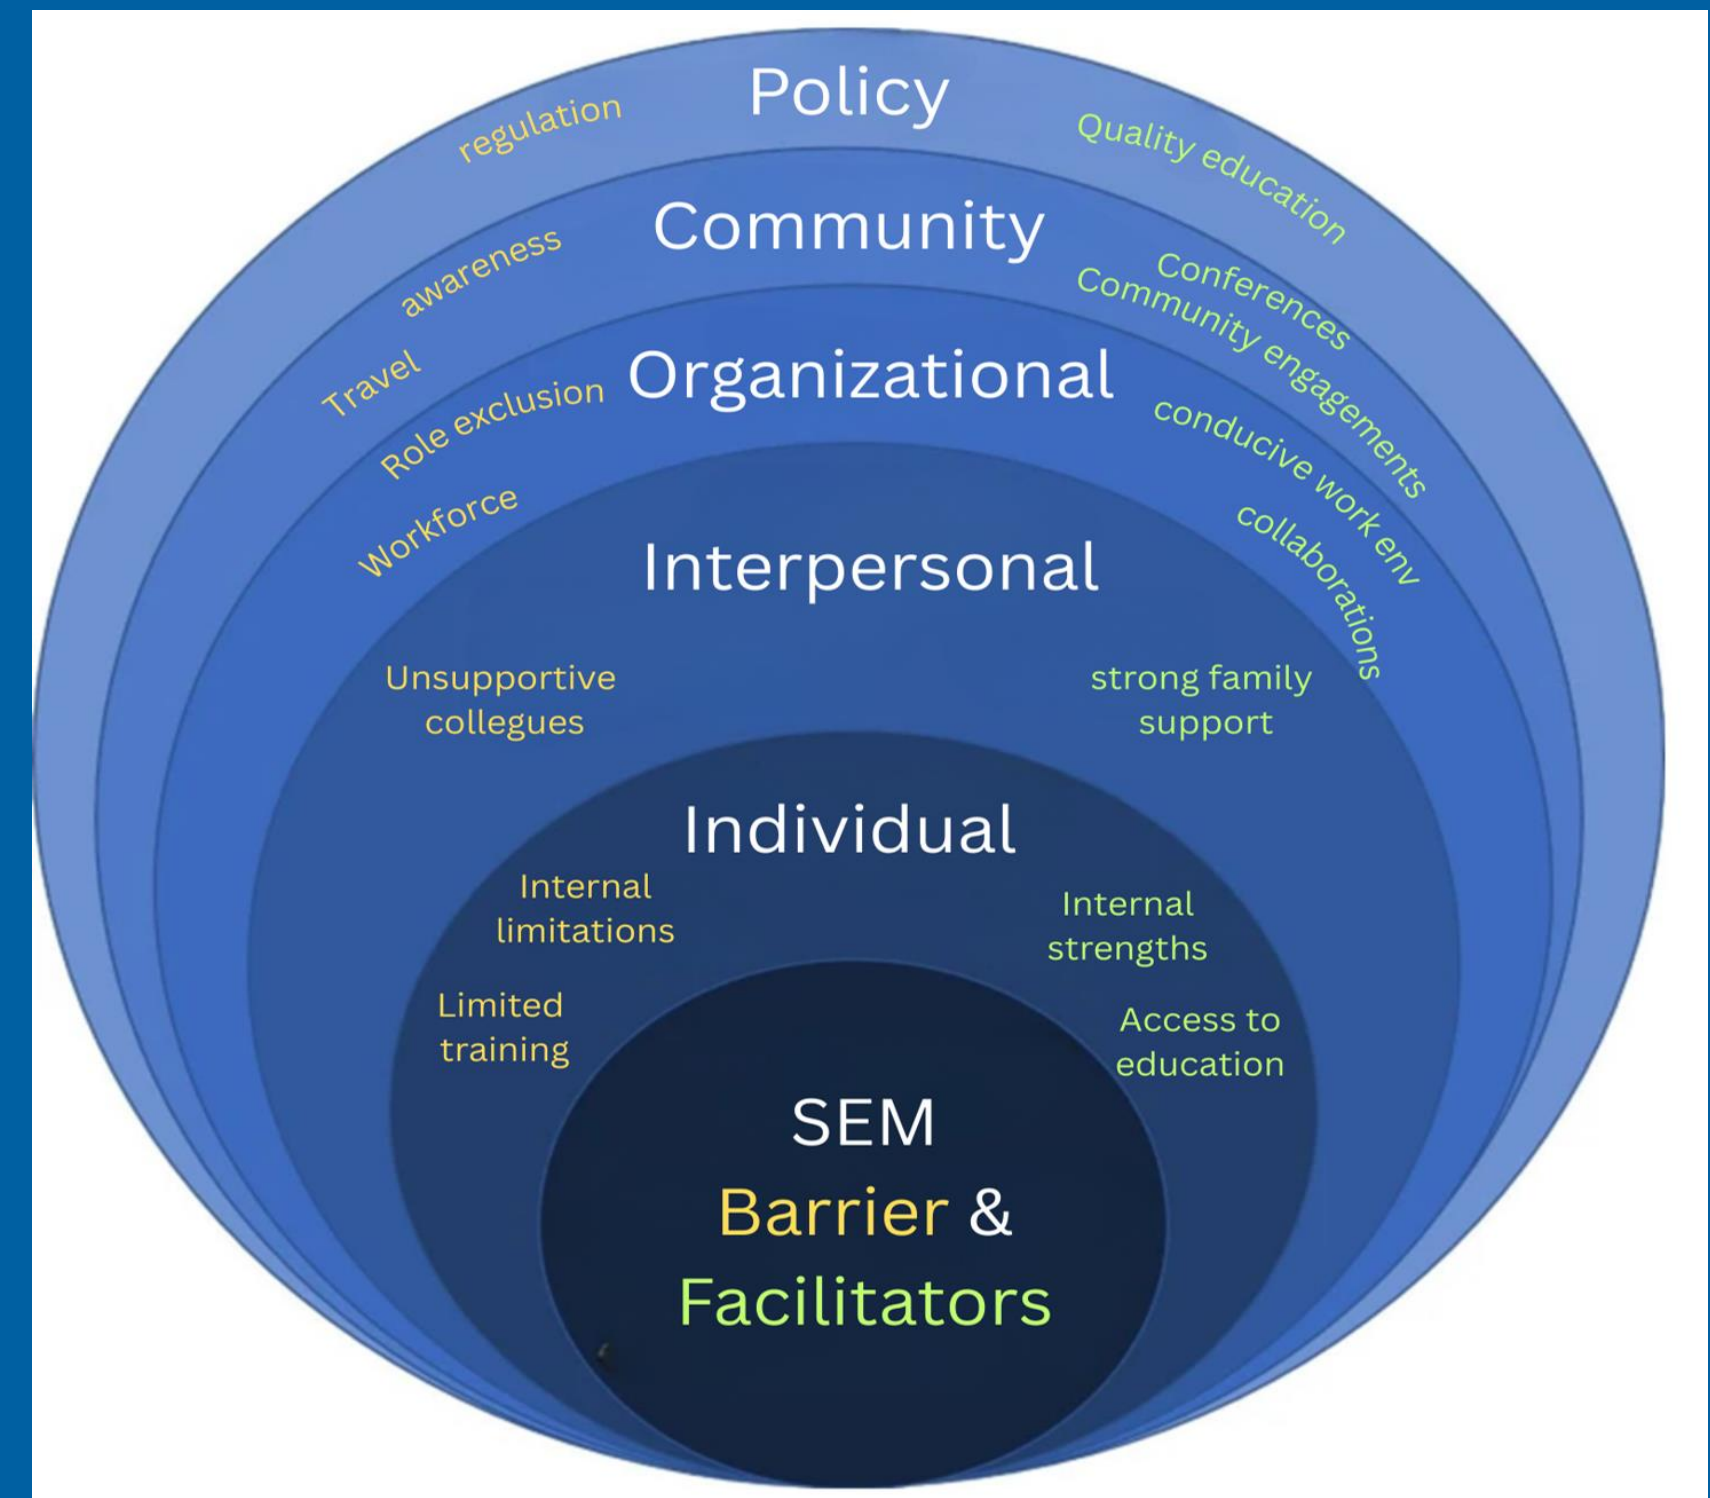 Policy
regulation
Quality education
Community
awareness
Travel
Conferences
Community engagements
Organizational
Role exclusion
Workforce
conducive work env
collaborations
Interpersonal
Unsupportive
collegues
strong family
support
Individual
Internal
limitations
Internal
strengths
Limited
training
Access to
education
SEM
Barrier &
Facilitators